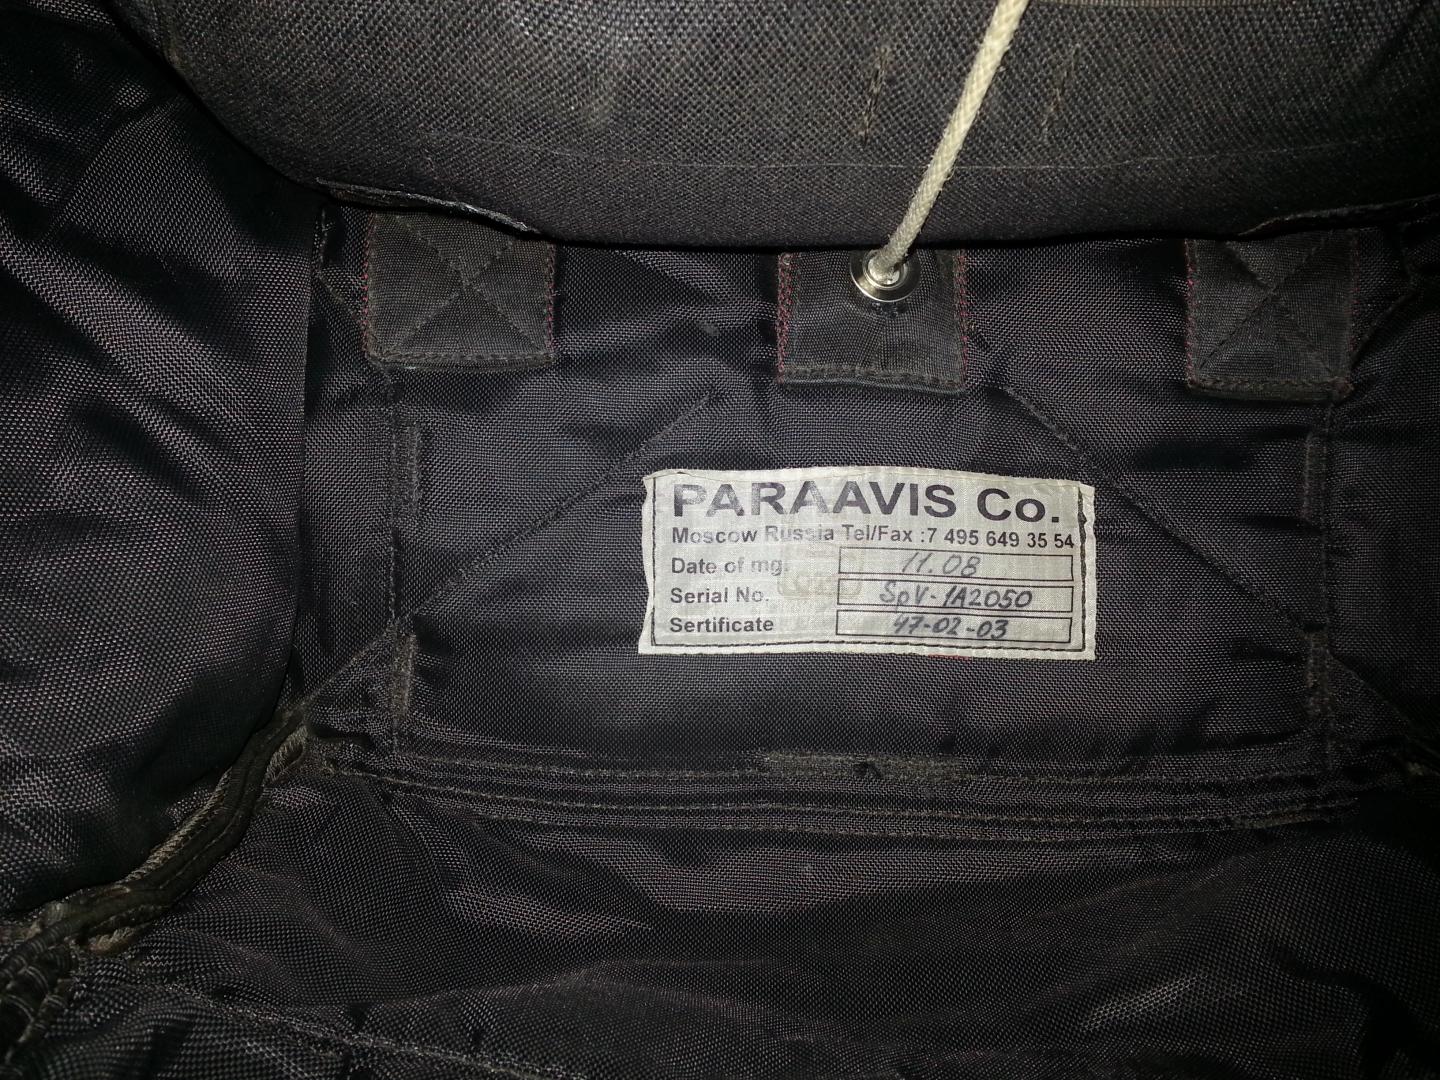 PARAAVIS Co.
Moscow Russia Tel/Fax :7 495 649 35 54
Date of mg. 11.08
Serial No. SpV-1A2050
Sertificate 47-02-03